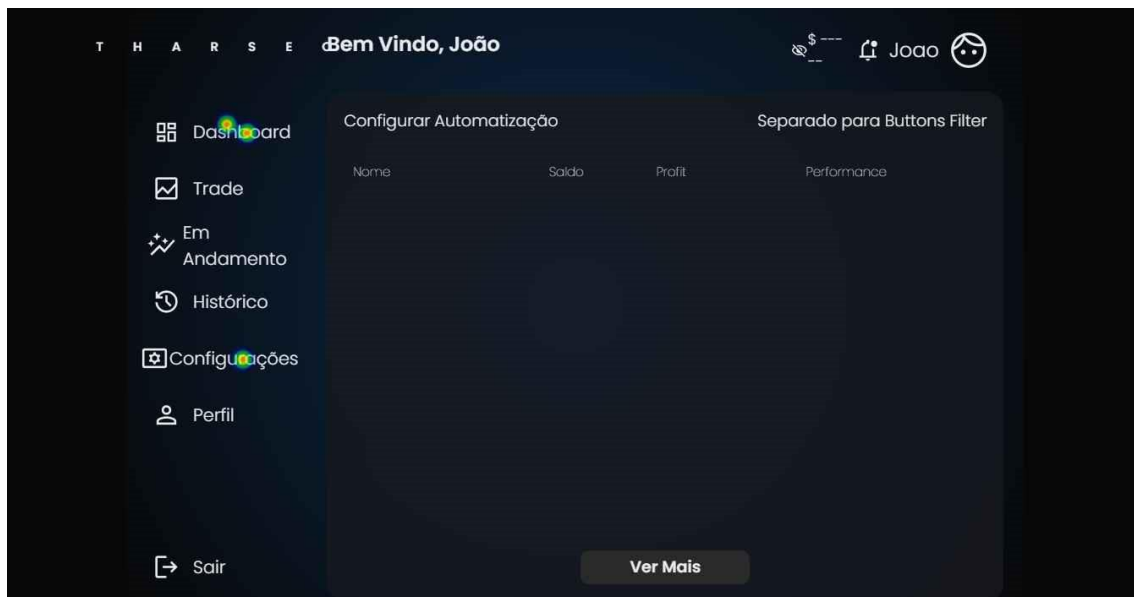 T H A R S E
Bem Vindo, João
$ ---
--
Joao
Dashboard
Trade
Em
Andamento
Histórico
Configurações
Perfil
Sair
Configurar Automatização
Separado para Buttons Filter
Nome Saldo Profit Performance
Ver Mais